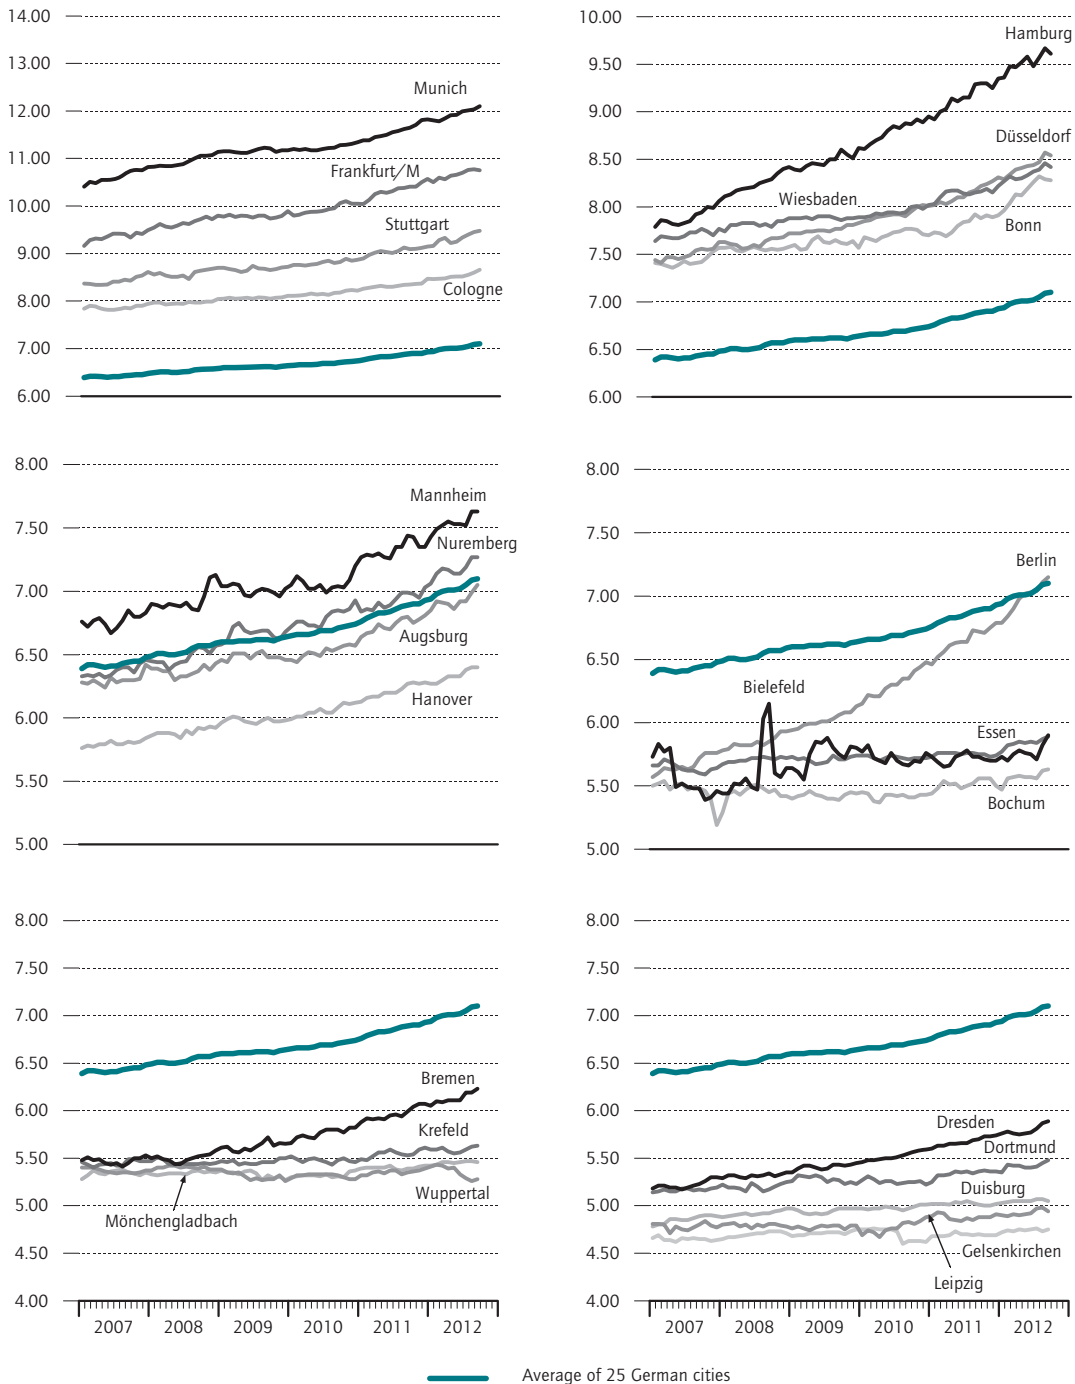 14.00
13.00
12.00
11.00
10.00
9.00
8.00
7.00
6.00
Munich
Frankfurt/M
Stuttgart
Cologne
10.00
9.50
9.00
8.50
8.00
7.50
7.00
6.50
6.00
Hamburg
Düsseldorf
Wiesbaden
Bonn
8.00
7.50
7.00
6.50
6.00
5.50
5.00
Mannheim
Nuremberg
Augsburg
Hanover
8.00
7.50
7.00
6.50
6.00
5.50
5.00
Berlin
Bielefeld
Essen
Bochum
8.00
7.50
7.00
6.50
6.00
5.50
5.00
4.50
4.00
Bremen
Krefeld
Wuppertal
Mönchengladbach
2007 2008 2009 2010 2011 2012
8.00
7.50
7.00
6.50
6.00
5.50
5.00
4.50
4.00
Dresden
Dortmund
Duisburg
Gelsenkirchen
Leipzig
2007 2008 2009 2010 2011 2012
Average of 25 German cities